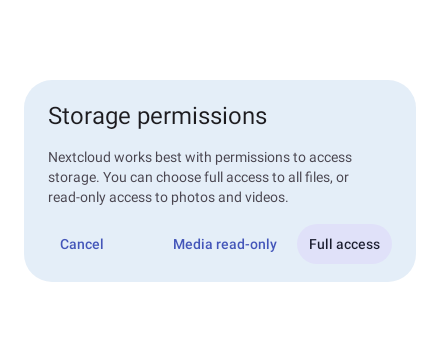 Storage permissions
Nextcloud works best with permissions to access
storage. You can choose full access to all files, or
read-only access to photos and videos.
Cancel
Media read-only
Full access